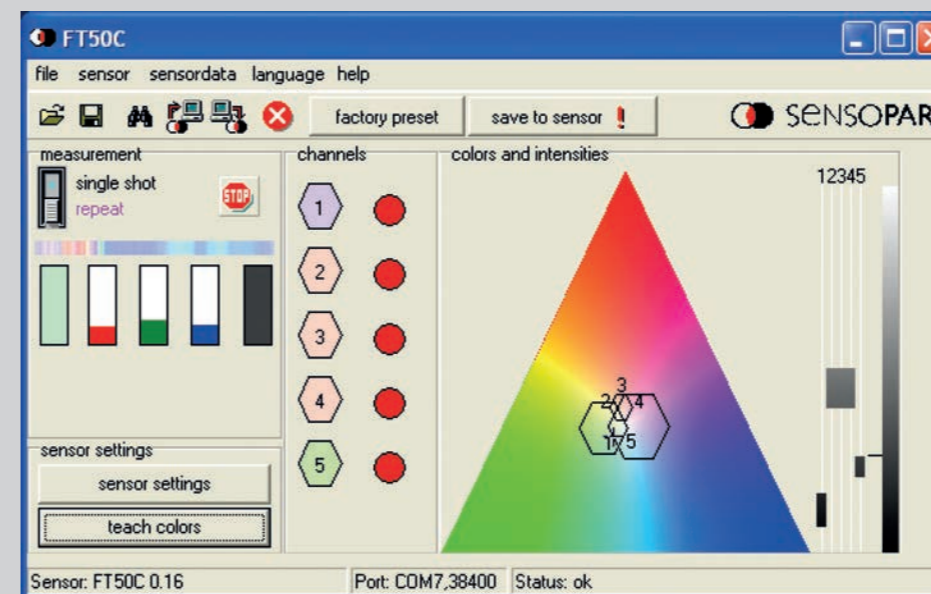 FT50C
file sensor sensordata language help
factory preset save to sensor ! SENSOPAR
measurement
single shot
repeat
STOP
channels
1
2
3
4
5
colors and intensities
12345
3
2 4
1 5
sensor settings
sensor settings
teach colors
Sensor: FT50C 0.16 Port: COM7,38400 Status: ok